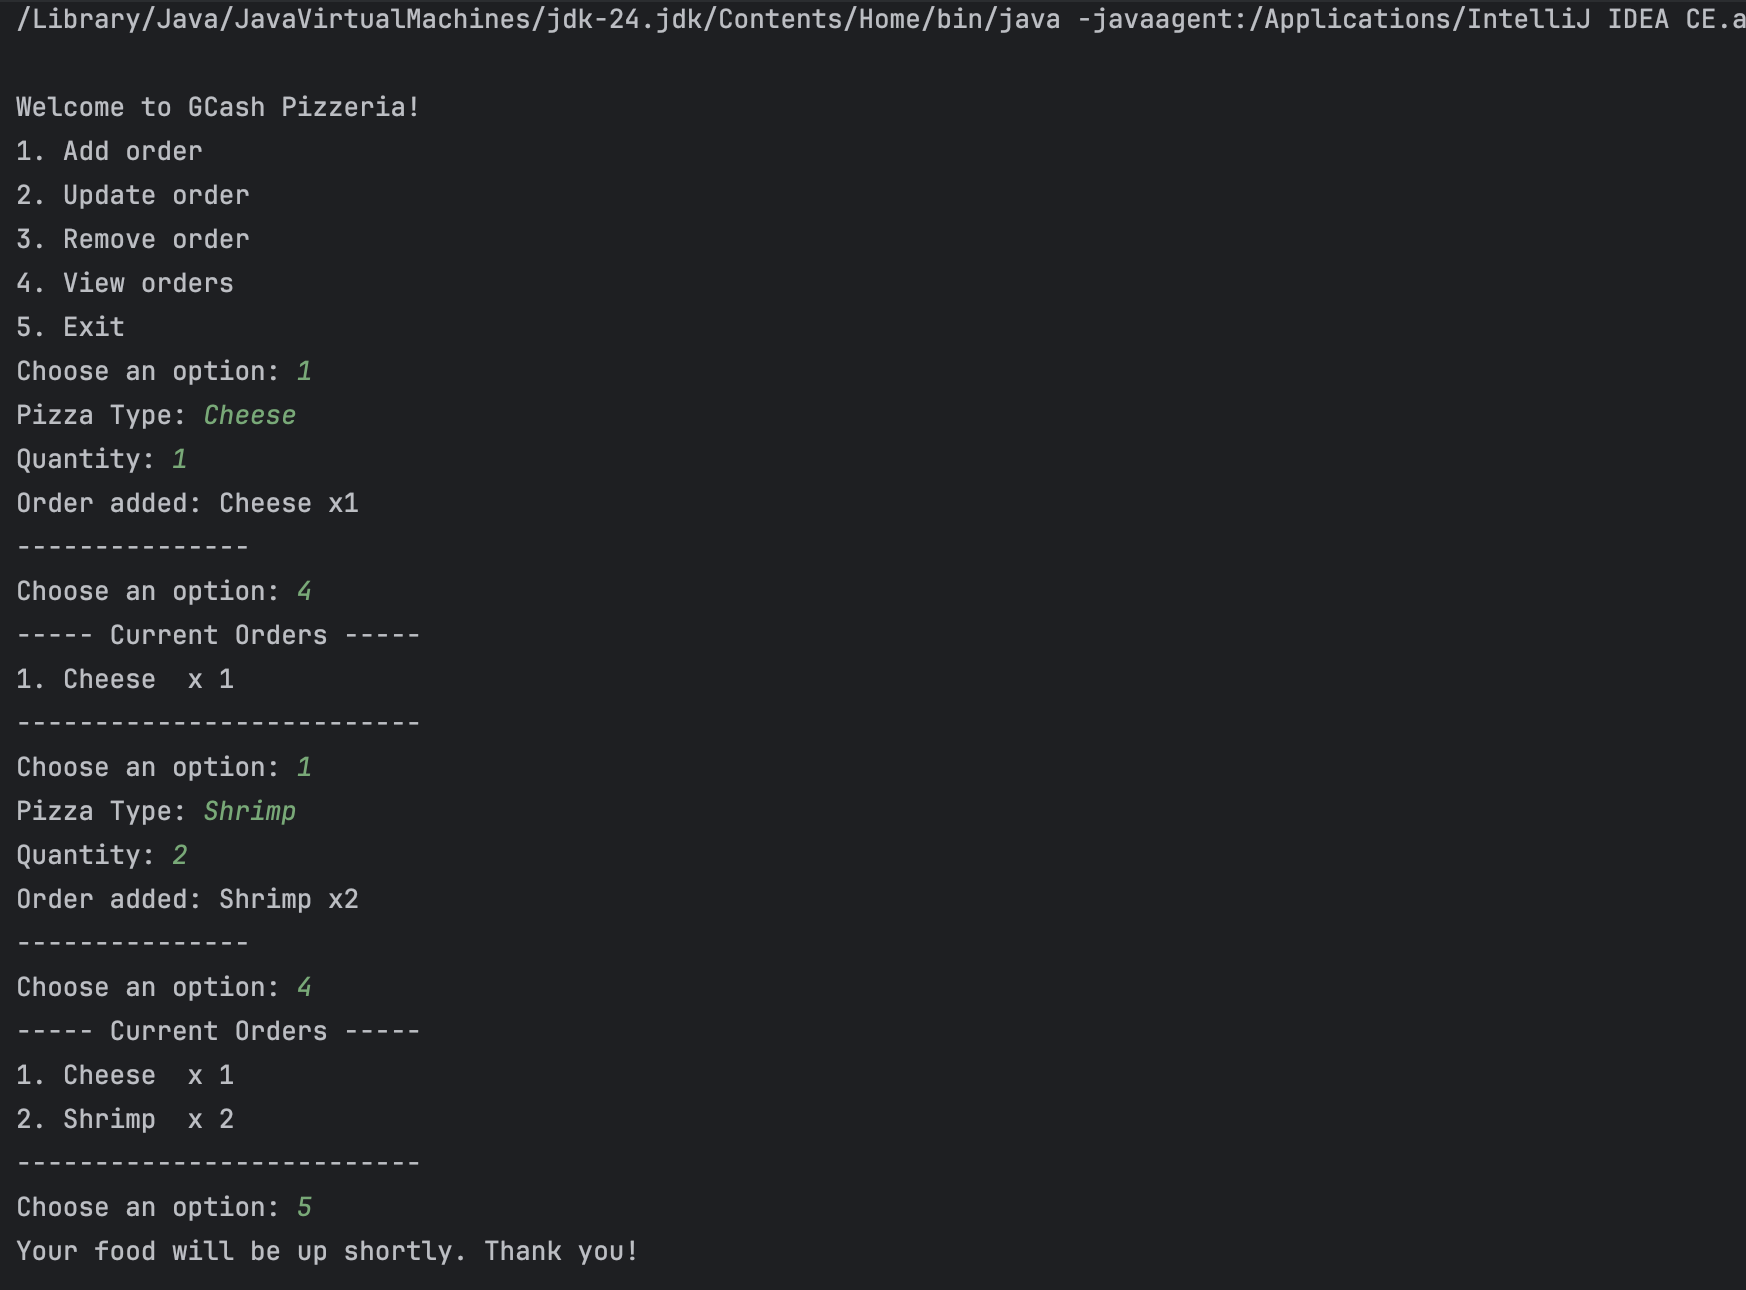 /Library/Java/JavaVirtualMachines/jdk-24.jdk/Contents/Home/bin/java -javaagent:/Applications/IntelliJ IDEA CE.a
Welcome to GCash Pizzeria!
1. Add order
2. Update order
3. Remove order
4. View orders
5. Exit
Choose an option: 1
Pizza Type: Cheese
Quantity: 1
Order added: Cheese x1
---------------
Choose an option: 4
----- Current Orders -----
1. Cheese  x 1
--------------------------
Choose an option: 1
Pizza Type: Shrimp
Quantity: 2
Order added: Shrimp x2
---------------
Choose an option: 4
----- Current Orders -----
1. Cheese  x 1
2. Shrimp  x 2
--------------------------
Choose an option: 5
Your food will be up shortly. Thank you!